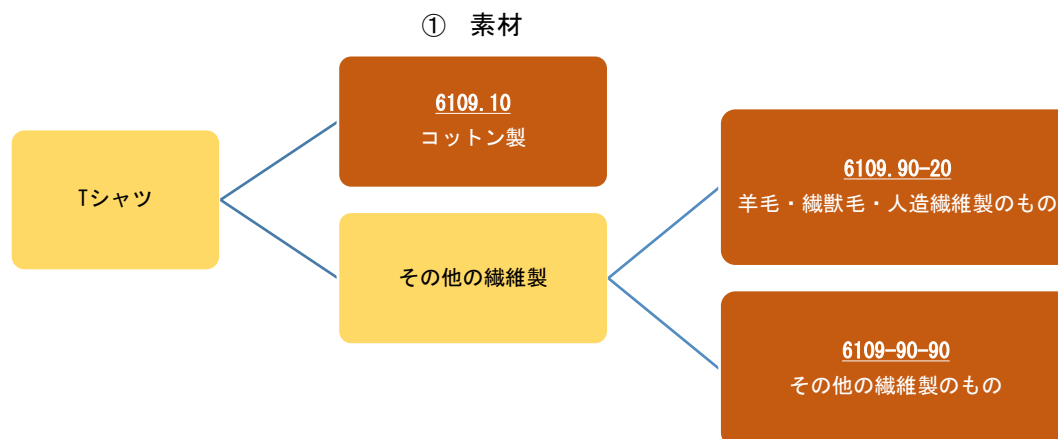 ① 素材
6109.10
コットン製
Tシャツ
その他の繊維製
6109.90-20
羊毛・繊獣毛・人造繊維製のもの
6109-90-90
その他の繊維製のもの